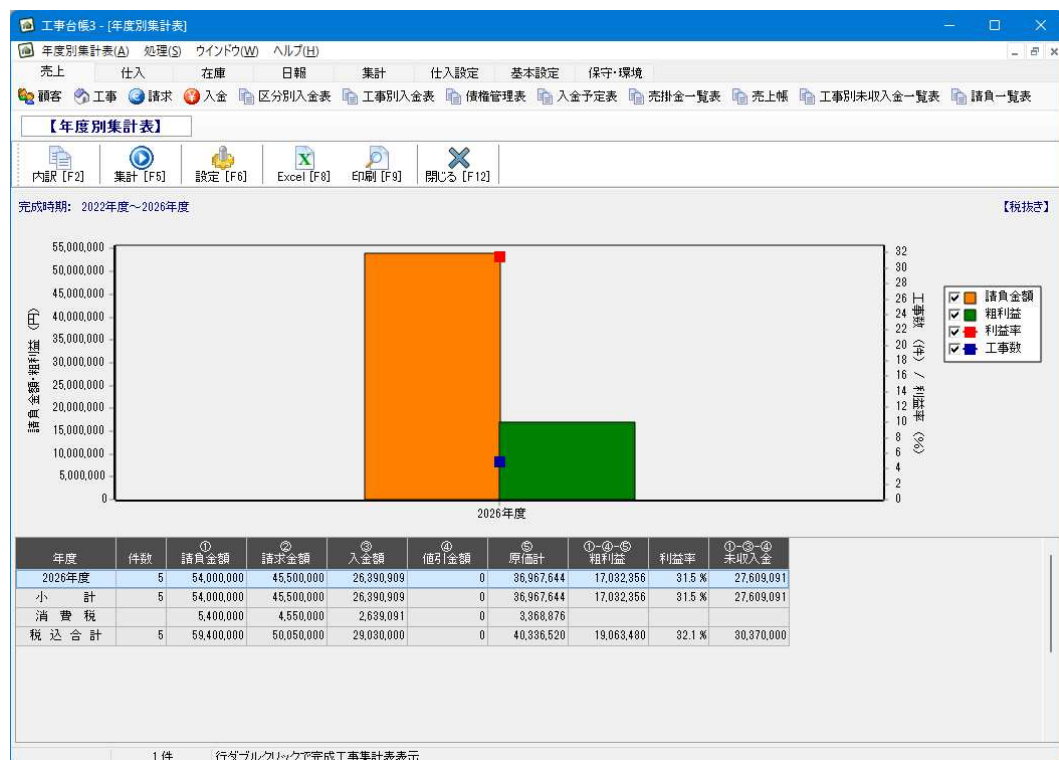 工事台帳3 - [年度別集計表]
年度別集計表(A) 処理(S) ウインドウ(W) ヘルプ(H)
売上 仕入 在庫 日報 集計 仕入設定 基本設定 保守・環境
顧客 工事 請求 入金 区分別入金表 工事別入金表 債権管理表 入金予定表 売掛金一覧表 売上帳 工事別未収入金一覧表 請負一覧表
【年度別集計表】
内訳 [F2] 集計 [F5] 設定 [F6] Excel [F8] 印刷 [F9] 閉じる [F12]
完成時期: 2022年度～2026年度 【税抜き】
請負金額・粗利益 (円)
55,000,000
50,000,000
45,000,000
40,000,000
35,000,000
30,000,000
25,000,000
20,000,000
15,000,000
10,000,000
5,000,000
0
2026年度
32
30
28
26
24
22
20
18
16
14
12
10
8
6
4
2
0
工事数 (件) / 利益率 (%)
請負金額
粗利益
利益率
工事数
年度 件数 ①請負金額 ②請求金額 ③入金額 ④値引金額 ⑤原価計 ①-④-⑤粗利益 利益率 ①-③-④未収入金
2026年度 5 54,000,000 45,500,000 26,390,909 0 36,967,644 17,032,356 31.5 % 27,609,091
小 計 5 54,000,000 45,500,000 26,390,909 0 36,967,644 17,032,356 31.5 % 27,609,091
消 費 税 5,400,000 4,550,000 2,639,091 0 3,368,876
税 込 合 計 5 59,400,000 50,050,000 29,030,000 0 40,336,520 19,063,480 32.1 % 30,370,000
1 件 行ダブルクリックで完成工事集計表表示